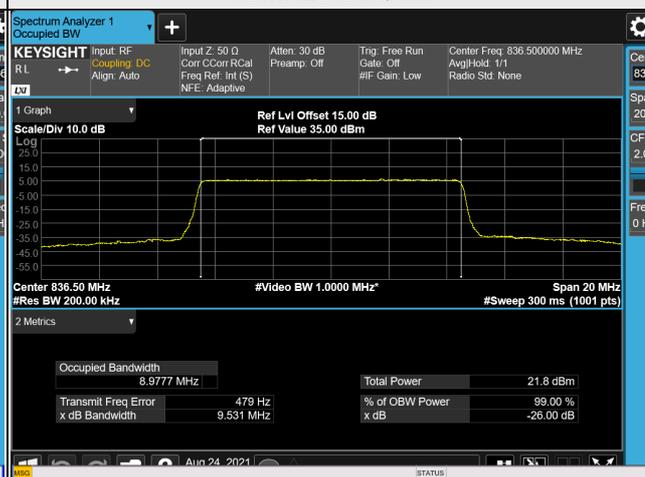 Spectrum Analyzer 1
Occupied BW
KEYSIGHT
Input: RF
Input Z: 50 Ω
Atten: 30 dB
Trig: Free Run
Center Freq: 836.500000 MHz
RL
Coupling: DC
Corr CCorr RCal
Preamp: Off
Gate: Off
Avg|Hold: 1/1
Align: Auto
Freq Ref: Int (S)
#IF Gain: Low
Radio Std: None
LXI
NFE: Adaptive
1 Graph
Ref Lvl Offset 15.00 dB
Scale/Div 10.0 dB
Ref Value 35.00 dBm
Log
25.0
15.0
5.00
-5.00
-15.0
-25.0
-35.0
-45.0
-55.0
Center 836.50 MHz
#Video BW 1.0000 MHz*
Span 20 MHz
#Res BW 200.00 kHz
#Sweep 300 ms (1001 pts)
2 Metrics
Occupied Bandwidth
8.9777 MHz
Total Power
21.8 dBm
Transmit Freq Error
479 Hz
% of OBW Power
99.00 %
x dB Bandwidth
9.531 MHz
x dB
-26.00 dB
Aug 24, 2021
MSG
STATUS